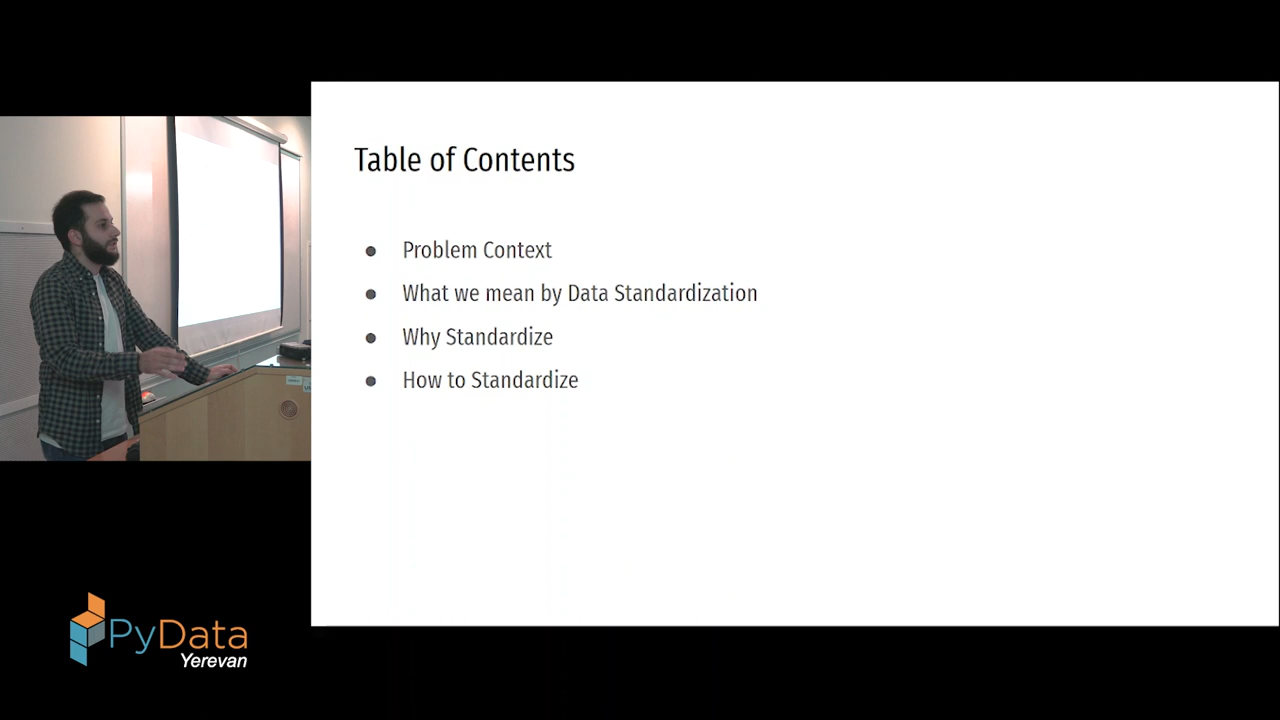 Table of Contents
● Problem Context
● What we mean by Data Standardization
● Why Standardize
● How to Standardize
PyData
Yerevan